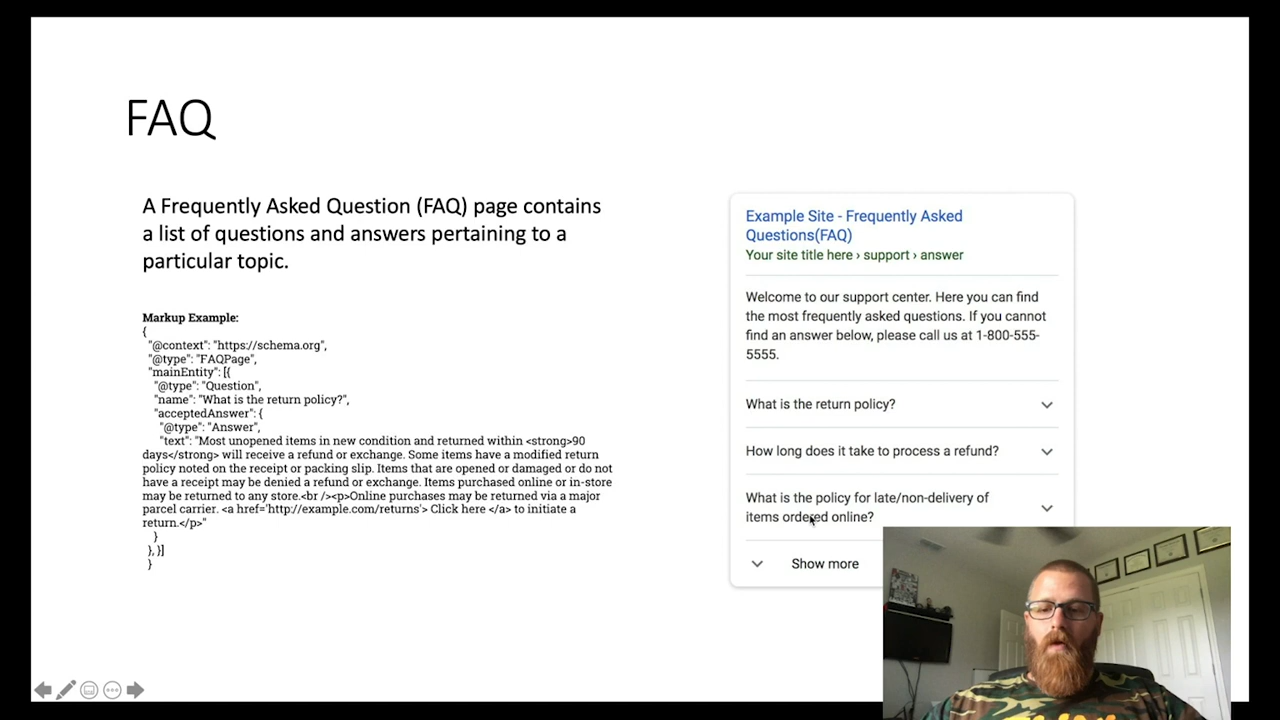 FAQ
A Frequently Asked Question (FAQ) page contains
a list of questions and answers pertaining to a
particular topic.
Markup Example:
{
"@context": "https://schema.org",
"@type": "FAQPage",
"mainEntity": [{
"@type": "Question",
"name": "What is the return policy?",
"acceptedAnswer": {
"@type": "Answer",
"text": "Most unopened items in new condition and returned within <strong>90
days</strong> will receive a refund or exchange. Some items have a modified return
policy noted on the receipt or packing slip. Items that are opened or damaged or do not
have a receipt may be denied a refund or exchange. Items purchased online or in-store
may be returned to any store.<br /><p>Online purchases may be returned via a major
parcel carrier. <a href='http://example.com/returns'> Click here </a> to initiate a
return.</p>"
}
}, }]
}
Example Site - Frequently Asked
Questions(FAQ)
Your site title here › support › answer
Welcome to our support center. Here you can find
the most frequently asked questions. If you cannot
find an answer below, please call us at 1-800-555-
5555.
What is the return policy?
How long does it take to process a refund?
What is the policy for late/non-delivery of
items ordered online?
Show more